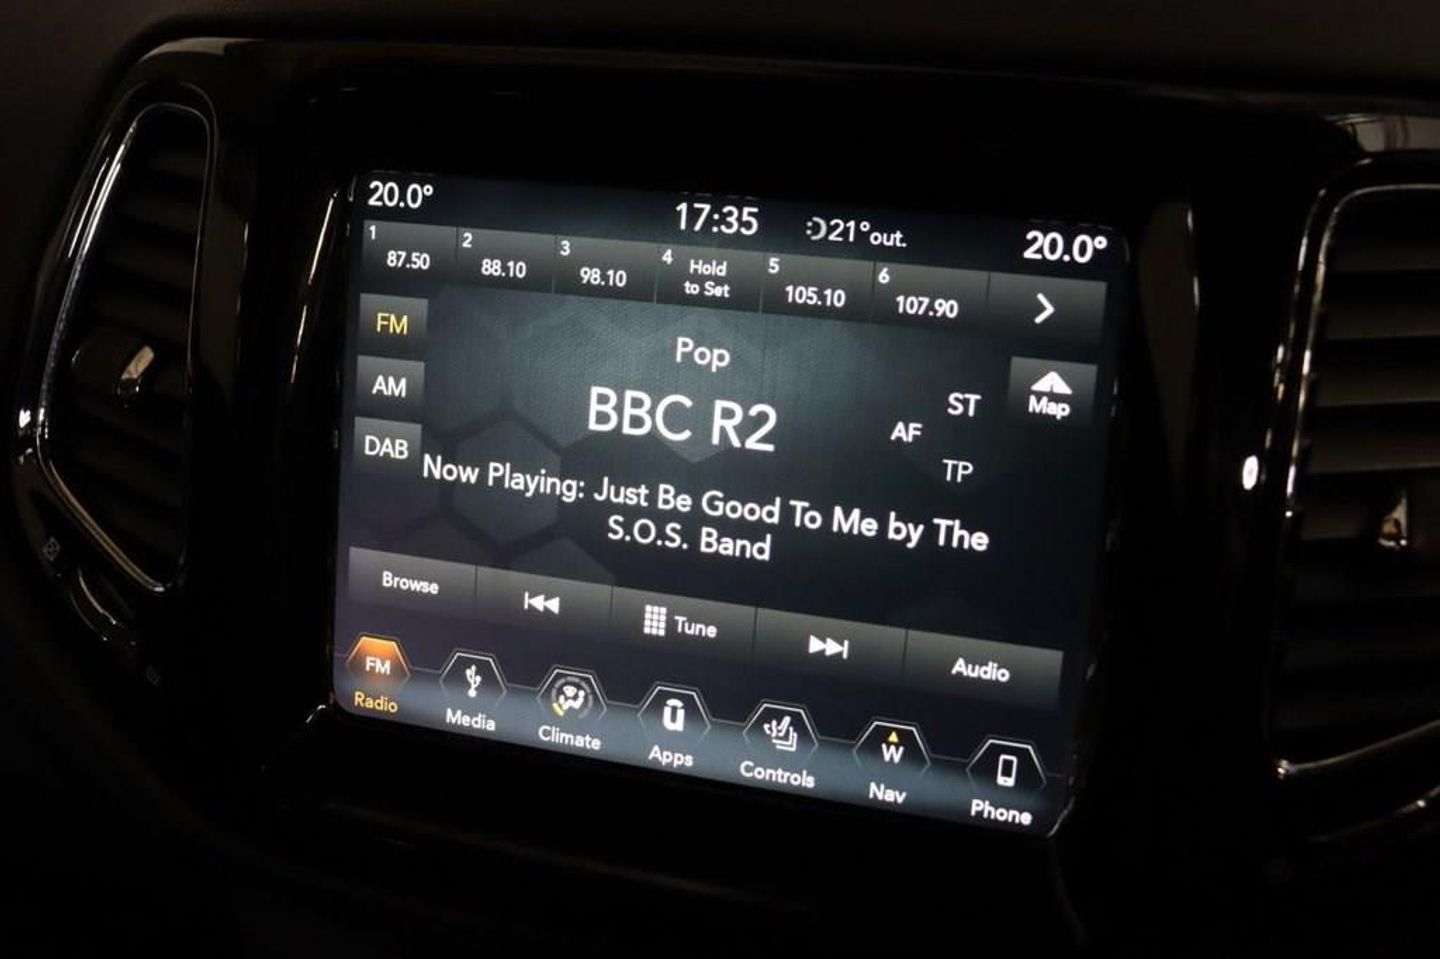 20.0°
17:35
21°out.
20.0°
1
87.50
2
88.10
3
98.10
4
Hold
to Set
5
105.10
6
107.90
FM
AM
DAB
Pop
BBC R2
ST
AF
TP
Map
Now Playing: Just Be Good To Me by The
S.O.S. Band
Browse
Tune
Audio
FM
Radio
Media
Climate
Apps
Controls
W
Nav
Phone